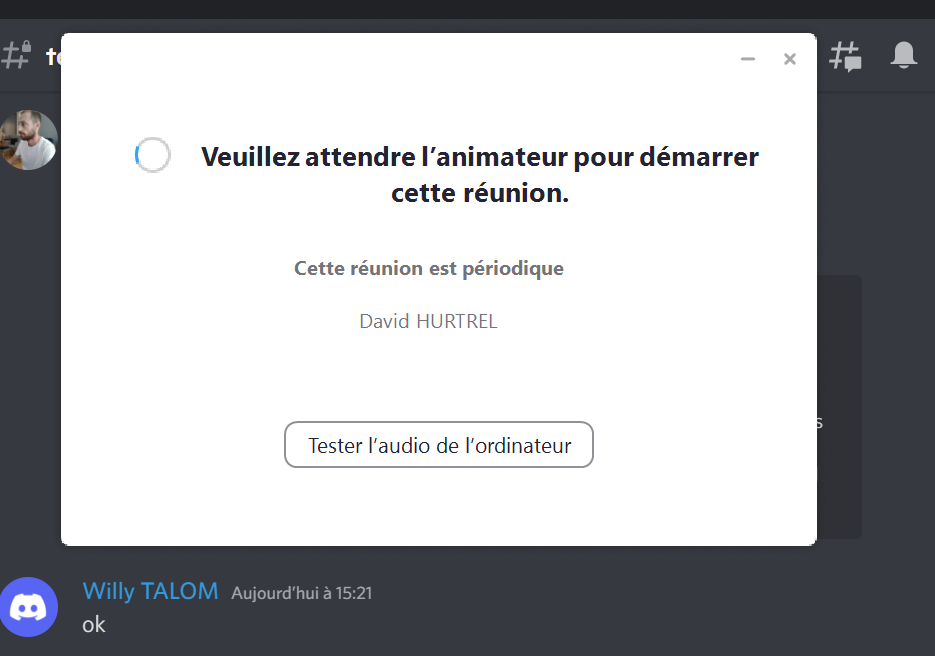 Veuillez attendre l'animateur pour démarrer
cette réunion.
Cette réunion est périodique
David HURTREL
Tester l'audio de l'ordinateur
Willy TALOM Aujourd'hui à 15:21
ok